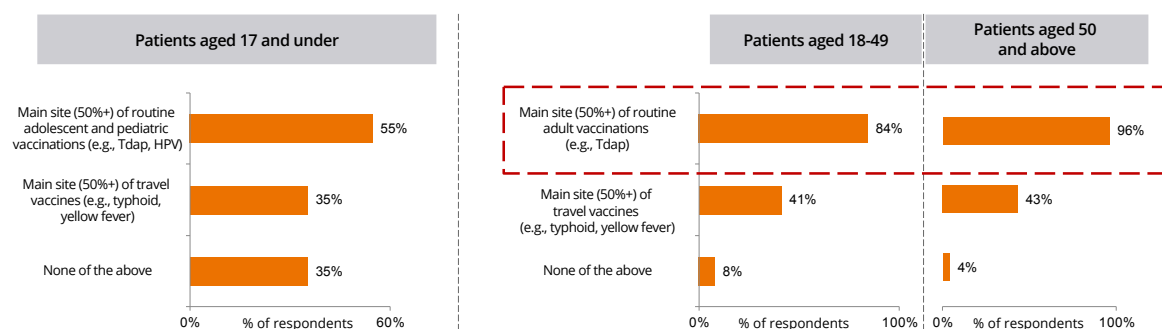 Patients aged 17 and under
Main site (50%+) of routine
adolescent and pediatric
vaccinations (e.g., Tdap, HPV)
55%
Main site (50%+) of travel
vaccines (e.g., typhoid,
yellow fever)
35%
None of the above
35%
0%
% of respondents
60%
Patients aged 18-49
Patients aged 50
and above
Main site (50%+) of routine
adult vaccinations
(e.g., Tdap)
84%
96%
Main site (50%+) of
travel vaccines
(e.g., typhoid, yellow fever)
41%
43%
None of the above
8%
4%
0%
% of respondents
100%
0%
% of respondents
100%